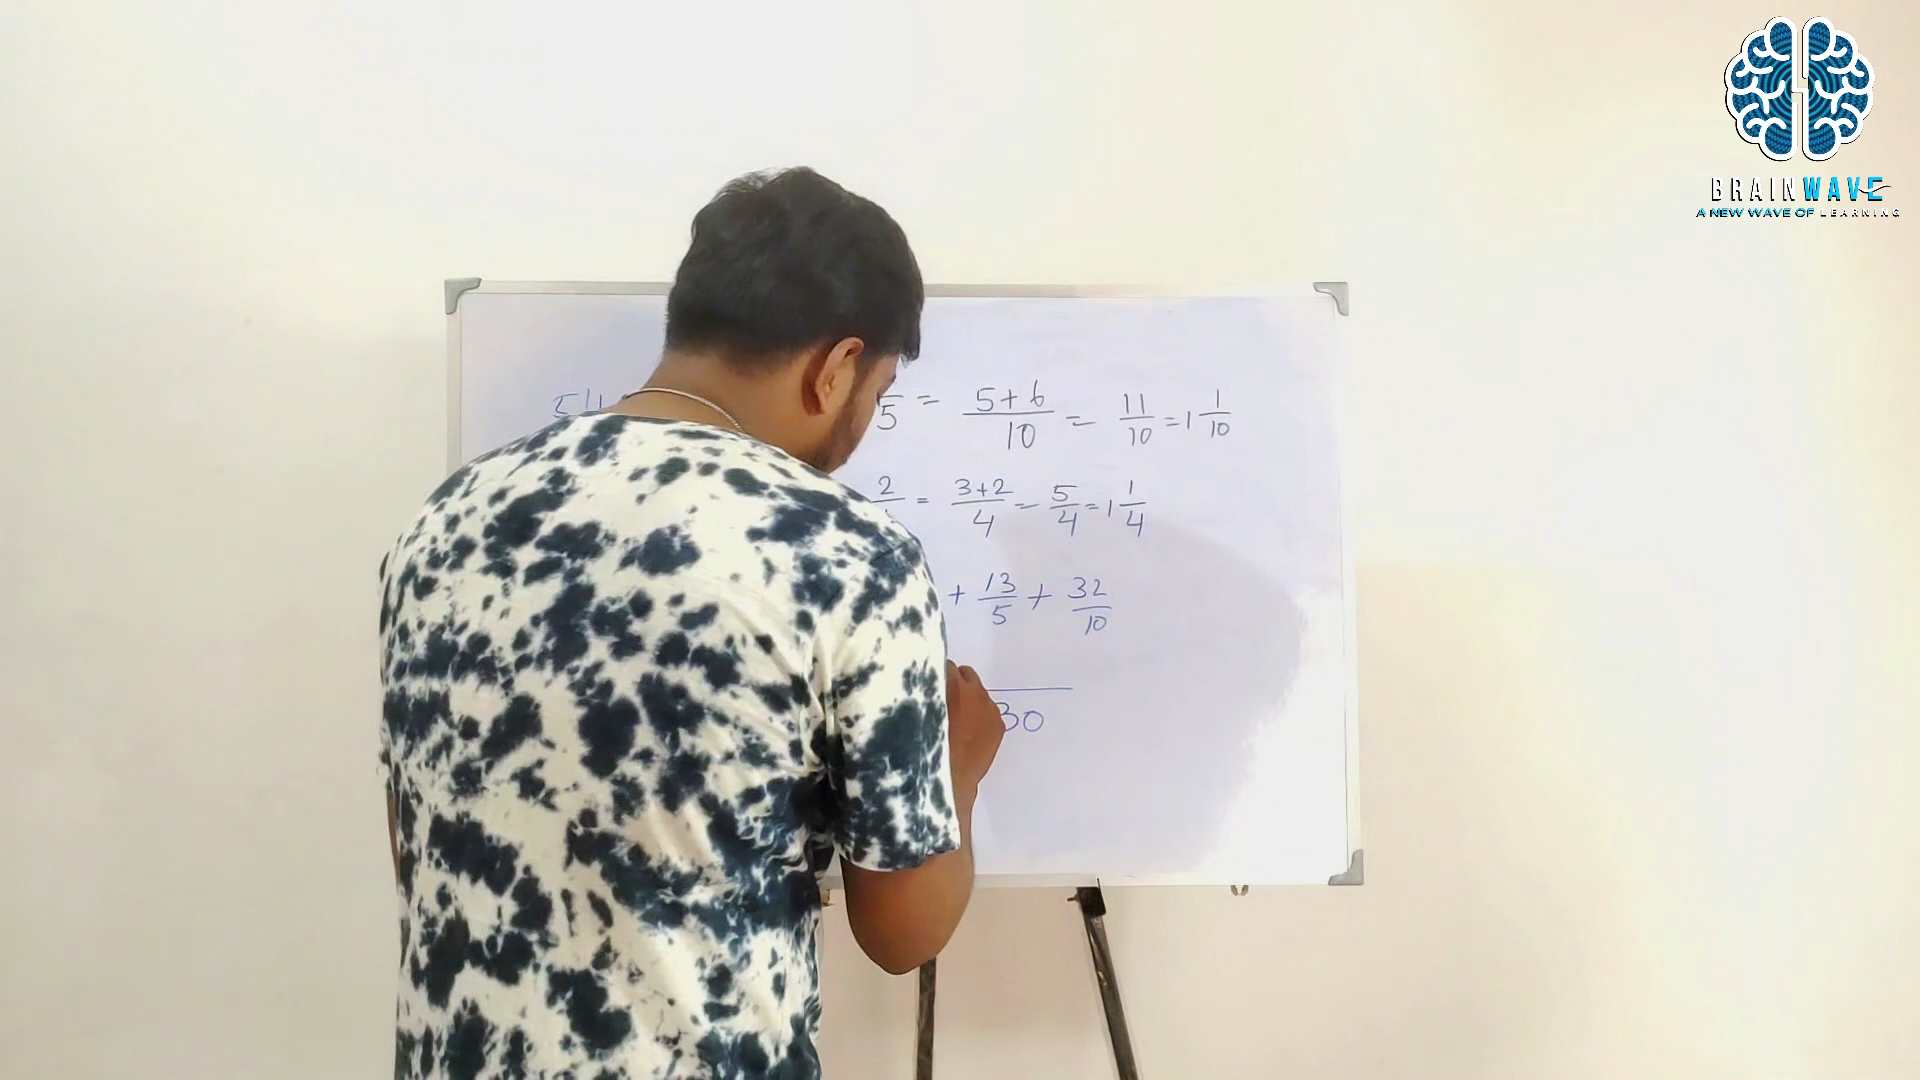 BRAINWAVE
A NEW WAVE OF LEARNING
5 = 5+6/10 = 11/10 = 1 1/10
2 = 3+2/4 = 5/4 = 1 1/4
+ 13/5 + 32/10
30